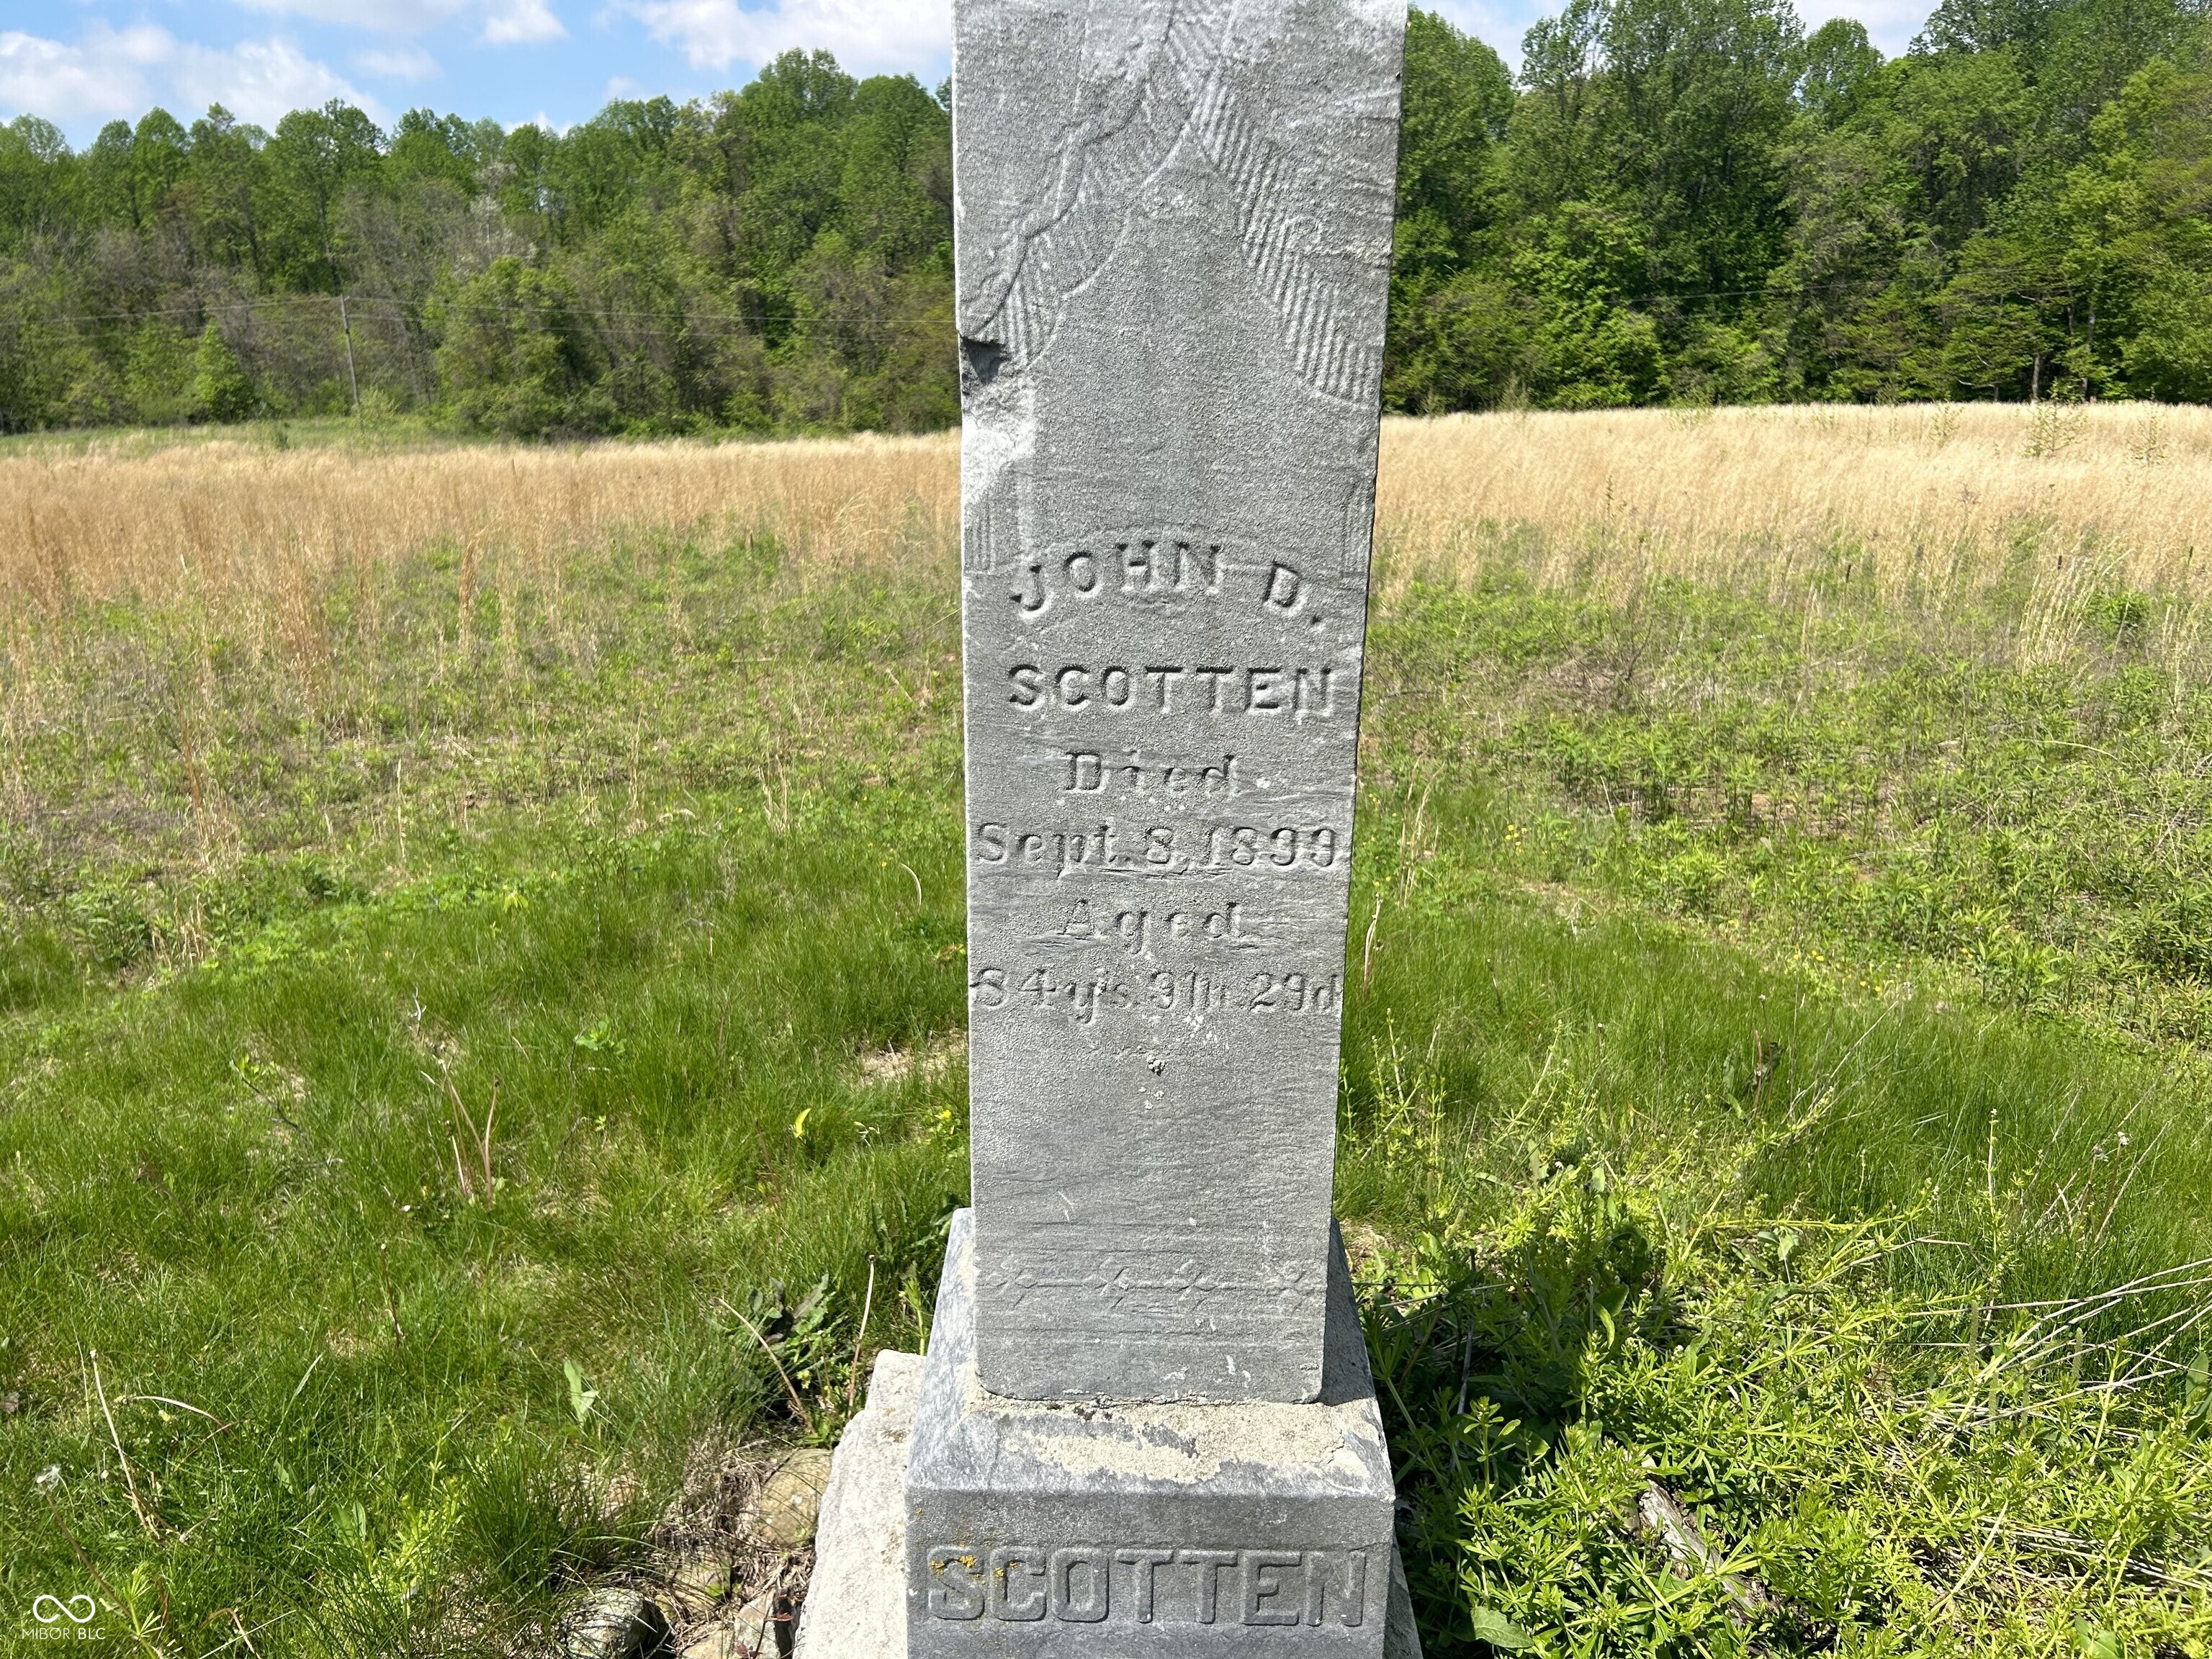 JOHN D.
SCOTTEN
Died
Sept. 8, 1899
Aged
84 y's. 9 m. 29 d
SCOTTEN
MIBOR BLC